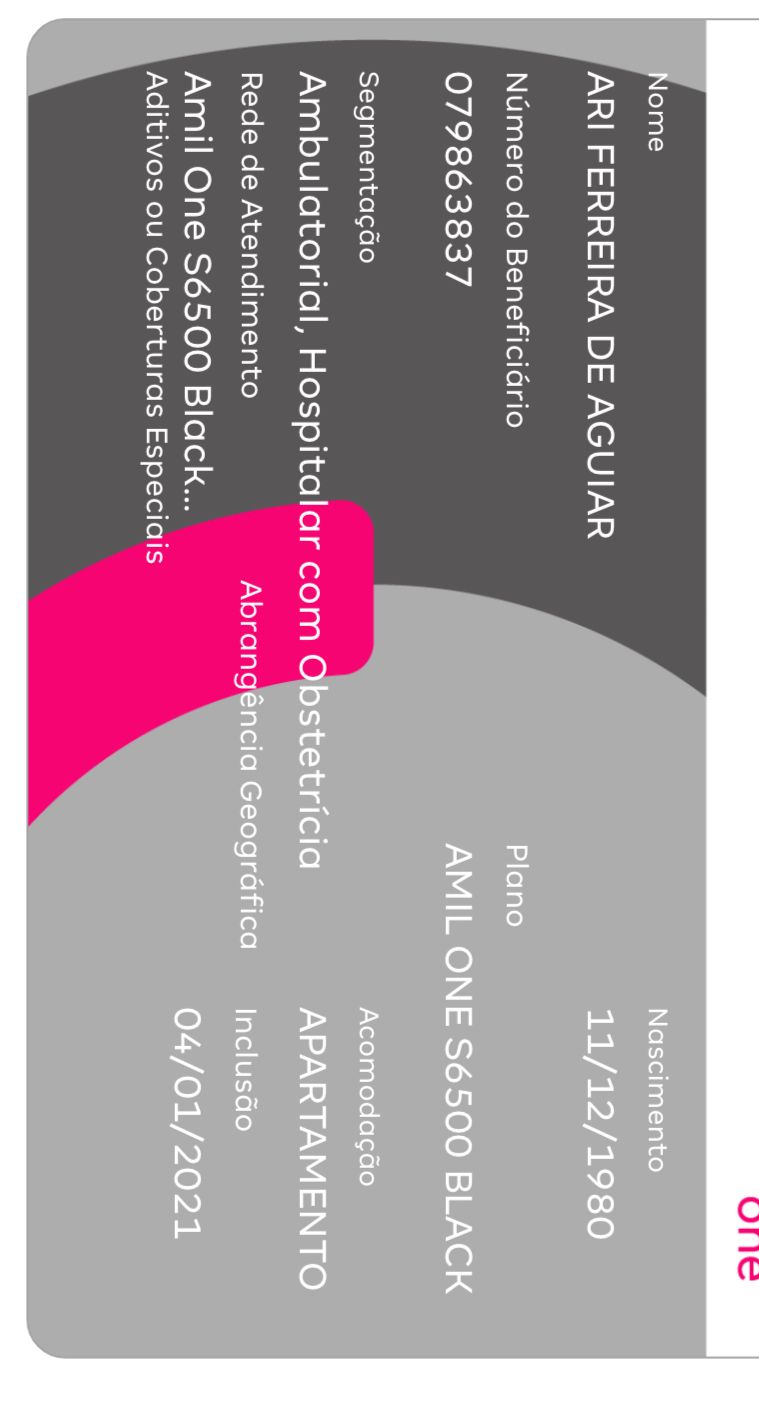 one
Nome
Nascimento
ARI FERREIRA DE AGUIAR
11/12/1980
Número do Beneficiário
Plano
079863837
AMIL ONE S6500 BLACK
Segmentação
Acomodação
Ambulatorial, Hospitalar com Obstetrícia
APARTAMENTO
Rede de Atendimento
Abrangência Geográfica
Inclusão
Amil One S6500 Black...
04/01/2021
Aditivos ou Coberturas Especiais